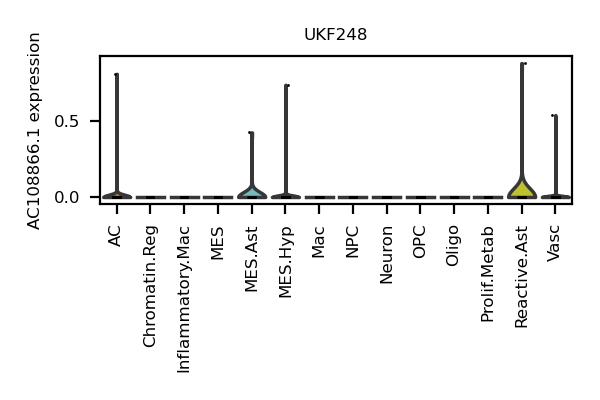 UKF248
AC108866.1 expression
0.5
0.0
AC
Chromatin.Reg
Inflammatory.Mac
MES
MES.Ast
MES.Hyp
Mac
NPC
Neuron
OPC
Oligo
Prolif.Metab
Reactive.Ast
Vasc